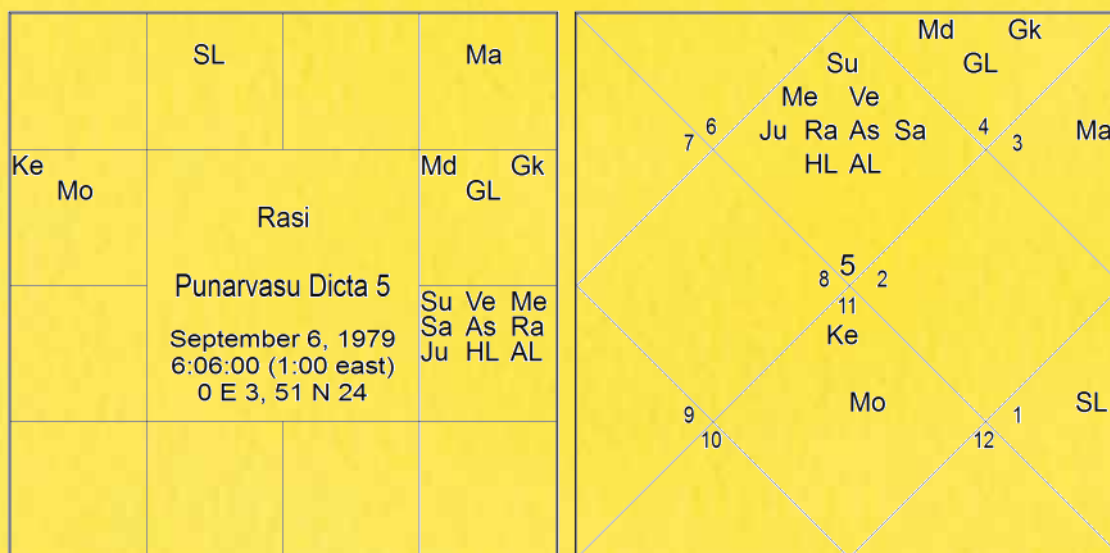 SL
Ma
Ke
Mo
Md Gk
GL
Rasi
Punarvasu Dicta 5
September 6, 1979
6:06:00 (1:00 east)
0 E 3, 51 N 24
Su Ve Me
Sa As Ra
Ju HL AL
Md Gk
Su GL
Me Ve
Ju Ra As Sa
HL AL
7 6
4 3
Ma
8 5 2
11
Ke
Mo
SL
9 10
12 1